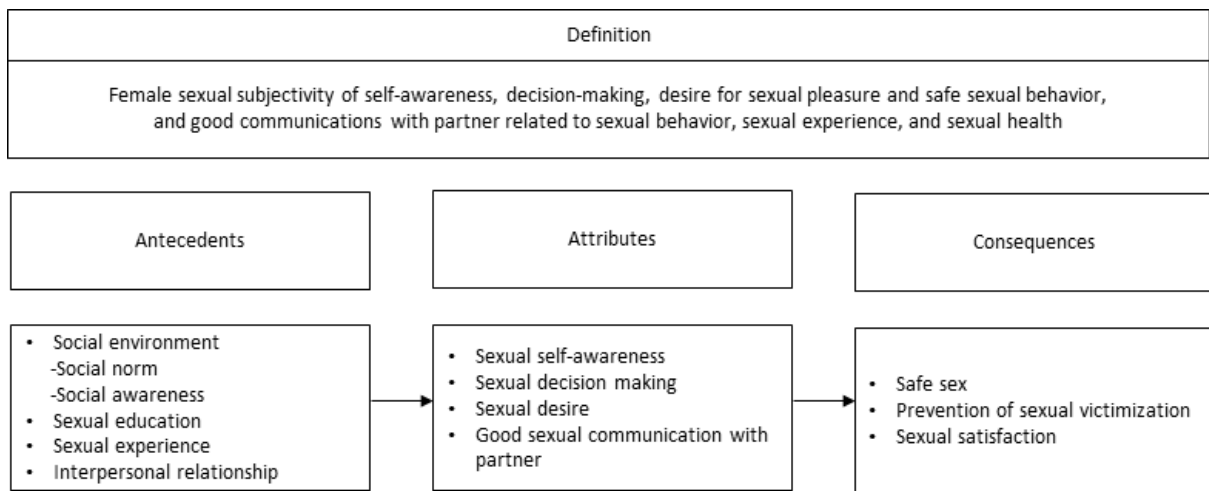 Definition
Female sexual subjectivity of self-awareness, decision-making, desire for sexual pleasure and safe sexual behavior,
and good communications with partner related to sexual behavior, sexual experience, and sexual health
Antecedents
Attributes
Consequences
• Social environment
-Social norm
-Social awareness
• Sexual education
• Sexual experience
• Interpersonal relationship
• Sexual self-awareness
• Sexual decision making
• Sexual desire
• Good sexual communication with
partner
• Safe sex
• Prevention of sexual victimization
• Sexual satisfaction